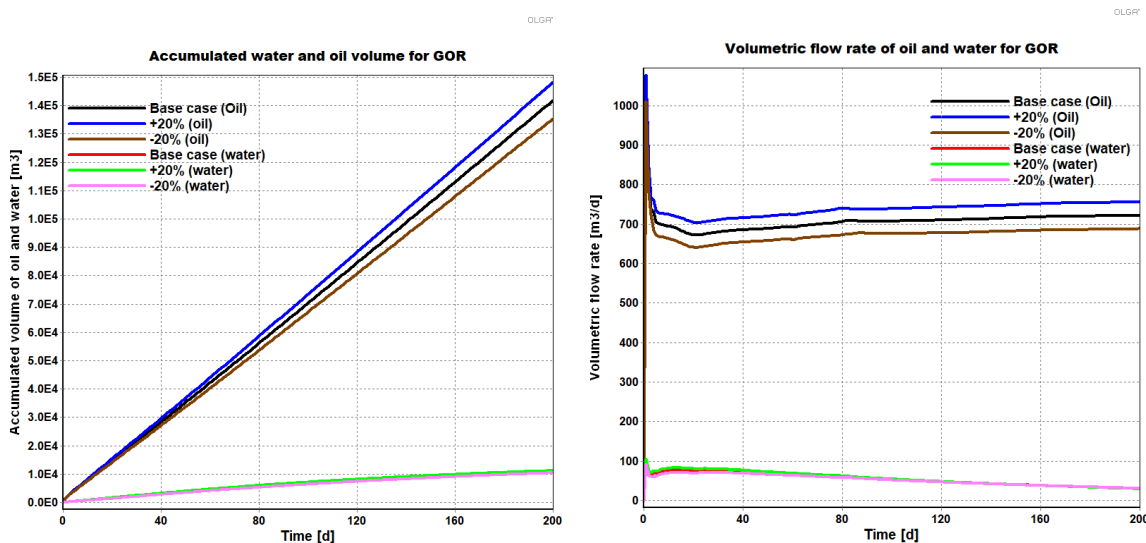 OLGA
Accumulated water and oil volume for GOR
1.5E5
1.4E5
1.3E5
1.2E5
1.1E5
9.9E4
9.0E4
8.0E4
7.0E4
6.0E4
5.0E4
4.0E4
3.0E4
2.0E4
1.0E4
0.0E0
Base case (Oil)
+20% (oil)
-20% (oil)
Base case (water)
+20% (water)
-20% (water)
Accumulated volume of oil and water [m3]
0 40 80 120 160 200
Time [d]
OLGA
Volumetric flow rate of oil and water for GOR
1000
900
800
700
600
500
400
300
200
100
0
Base case (Oil)
+20% (Oil)
-20% (Oil)
Base case (water)
+20% (water)
-20% (water)
Volumetric flow rate [m3/d]
0 40 80 120 160 200
Time [d]